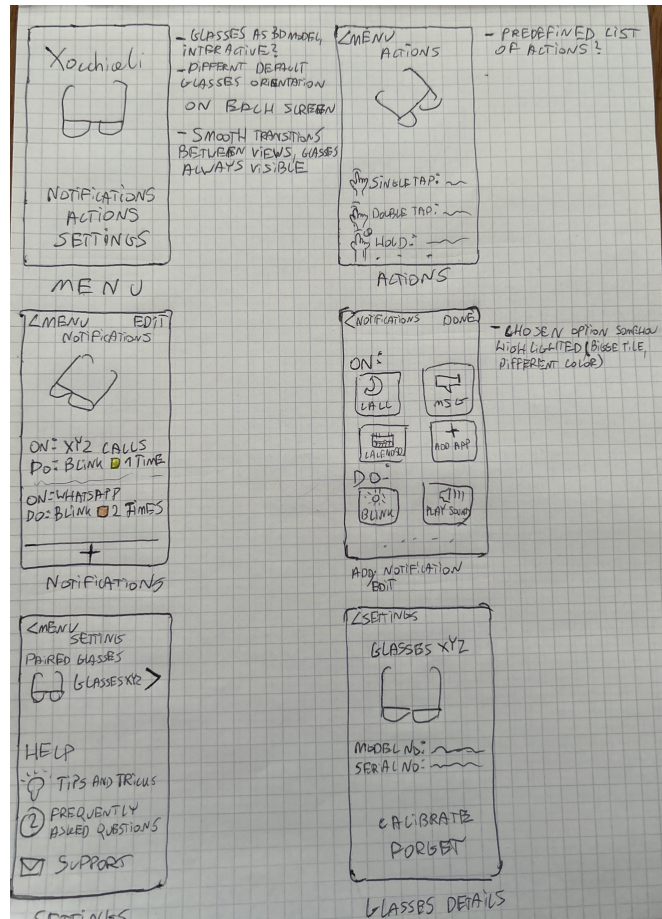 Xocchiali
NOTIFICATIONS
ACTIONS
SETTINGS
MENU
- GLASSES AS 3D MODEL,
INTERACTIVE?
- DIFFERENT DEFAULT
GLASSES ORIENTATION
ON EACH SCREEN
- SMOOTH TRANSITIONS
BETWEEN VIEWS, GLASSES
ALWAYS VISIBLE
<MENU
ACTIONS
SINGLE TAP:
DOUBLE TAP:
HOLD:
ACTIONS
- PREDEFINED LIST
OF ACTIONS?
<MENU EDIT
NOTIFICATIONS
ON: XYZ CALLS
DO: BLINK 1 TIME
ON: WHATSAPP
DO: BLINK 2 TIMES
+
NOTIFICATIONS
<NOTIFICATIONS DONE
ON:
CALL
MSG
CALENDAR
+
ADD APP
DO:
BLINK
PLAY SOUND
ADD NOTIFICATION
EDIT
- CHOSEN OPTION SOMEHOW
HIGHLIGHTED (BIGGE TILE,
DIFFERENT COLOR)
<MENU
SETTING
PAIRED GLASSES
GLASSES XYZ >
HELP
TIPS AND TRICKS
? FREQUENTLY
ASKED QUESTIONS
SUPPORT
SETTINGS
<SETTINGS
GLASSES XYZ
MODEL NO:
SERIAL NO:
CALIBRATE
FORGET
GLASSES DETAILS